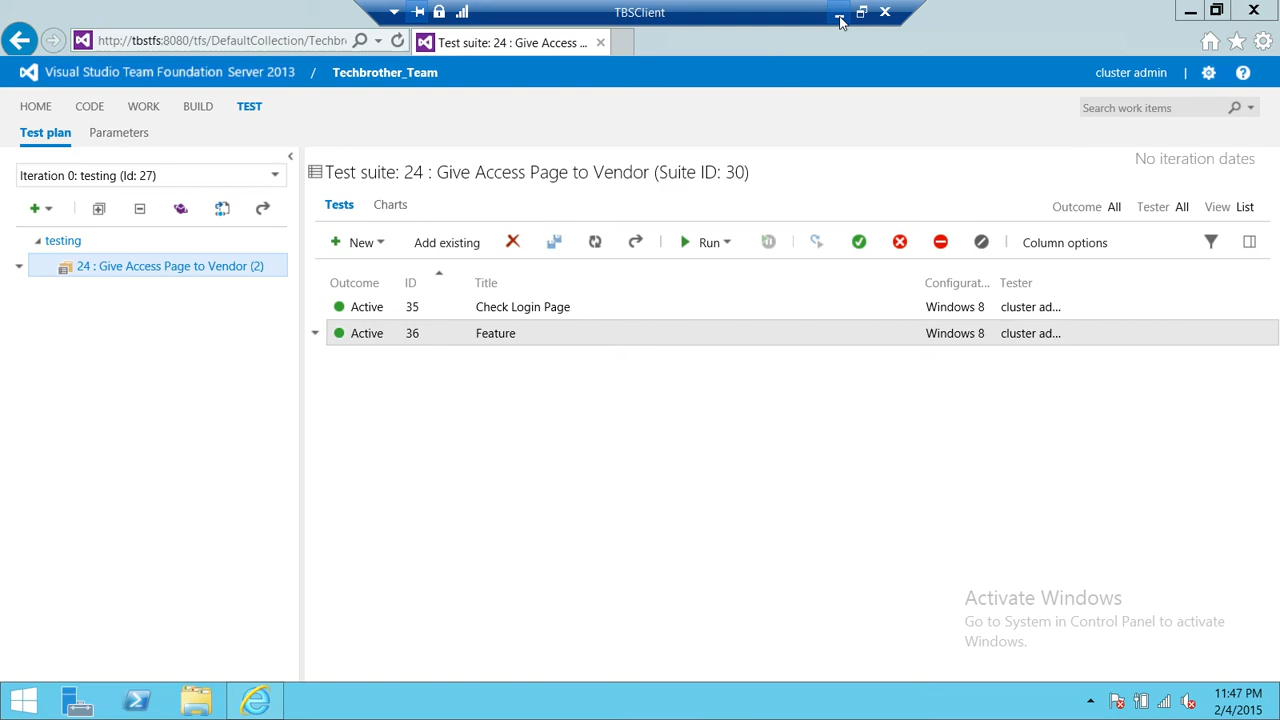 TBSClient
http://tbstfs:8080/tfs/DefaultCollection/Techbr
Test suite: 24 : Give Access ...
Visual Studio Team Foundation Server 2013 / Techbrother_Team
cluster admin
HOME CODE WORK BUILD TEST
Search work items
Test plan Parameters
No iteration dates
Iteration 0: testing (Id: 27)
Test suite: 24 : Give Access Page to Vendor (Suite ID: 30)
Tests Charts
Outcome All Tester All View List
testing
24 : Give Access Page to Vendor (2)
New Add existing Run Column options
Outcome ID Title Configurat... Tester
Active 35 Check Login Page Windows 8 cluster ad...
Active 36 Feature Windows 8 cluster ad...
Activate Windows
Go to System in Control Panel to activate
Windows.
11:47 PM
2/4/2015